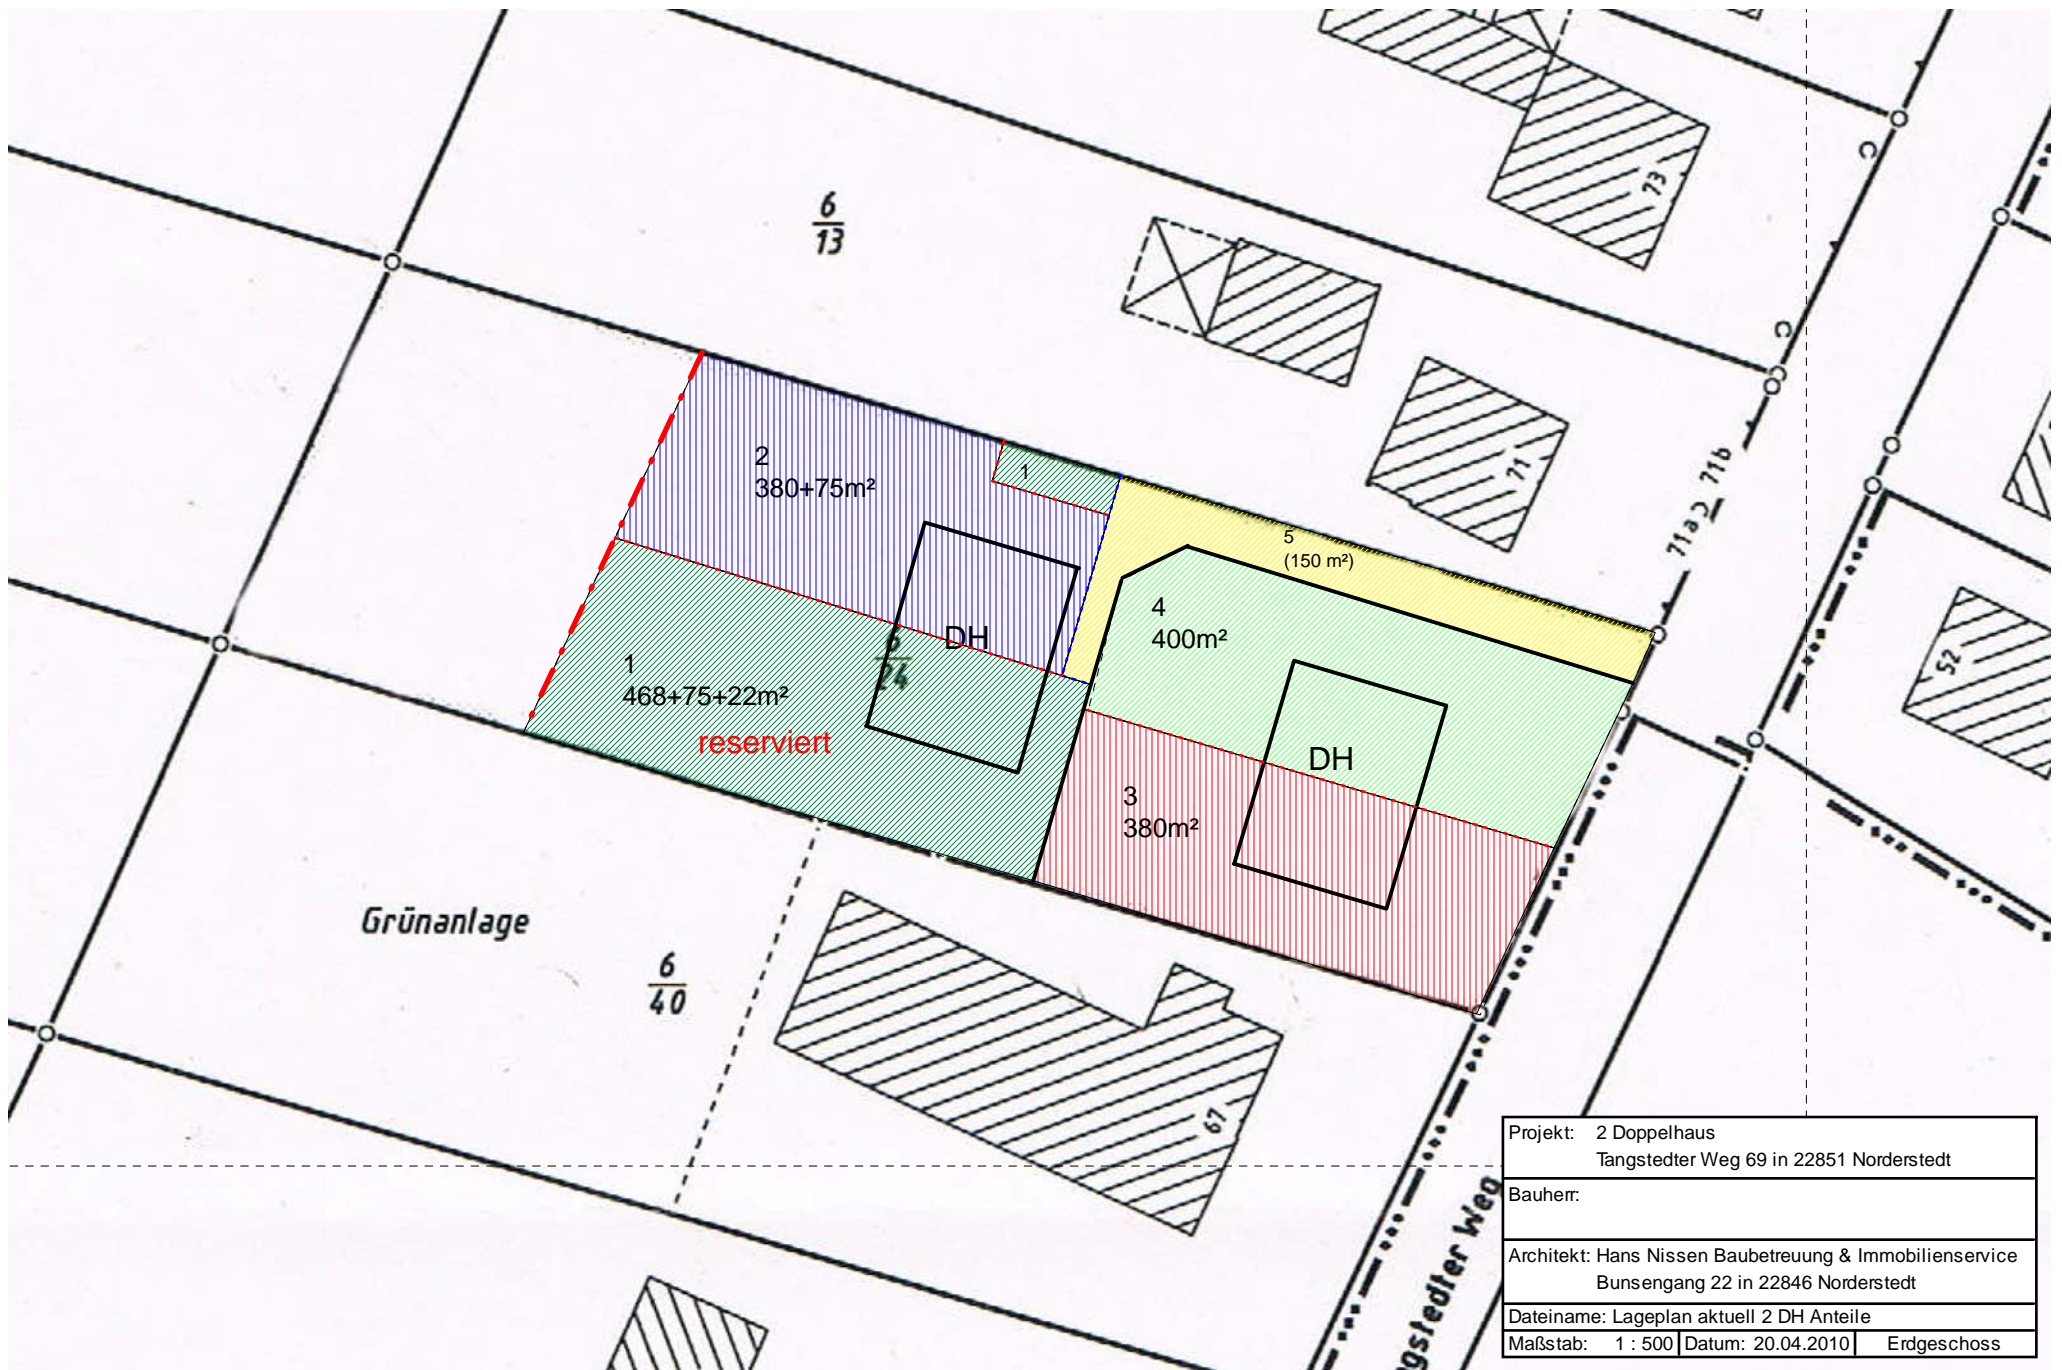 6
13
73
71
71a
71b
52
2
380+75m²
1
5
(150 m²)
4
400m²
DH
6
24
1
468+75+22m²
reserviert
DH
3
380m²
Grünanlage
6
40
67
gstedter Weg
Projekt: 2 Doppelhaus
Tangstedter Weg 69 in 22851 Norderstedt
Bauherr:
Architekt: Hans Nissen Baubetreuung & Immobilienservice
Bunsengang 22 in 22846 Norderstedt
Dateiname: Lageplan aktuell 2 DH Anteile
Maßstab: 1 : 500 Datum: 20.04.2010 Erdgeschoss